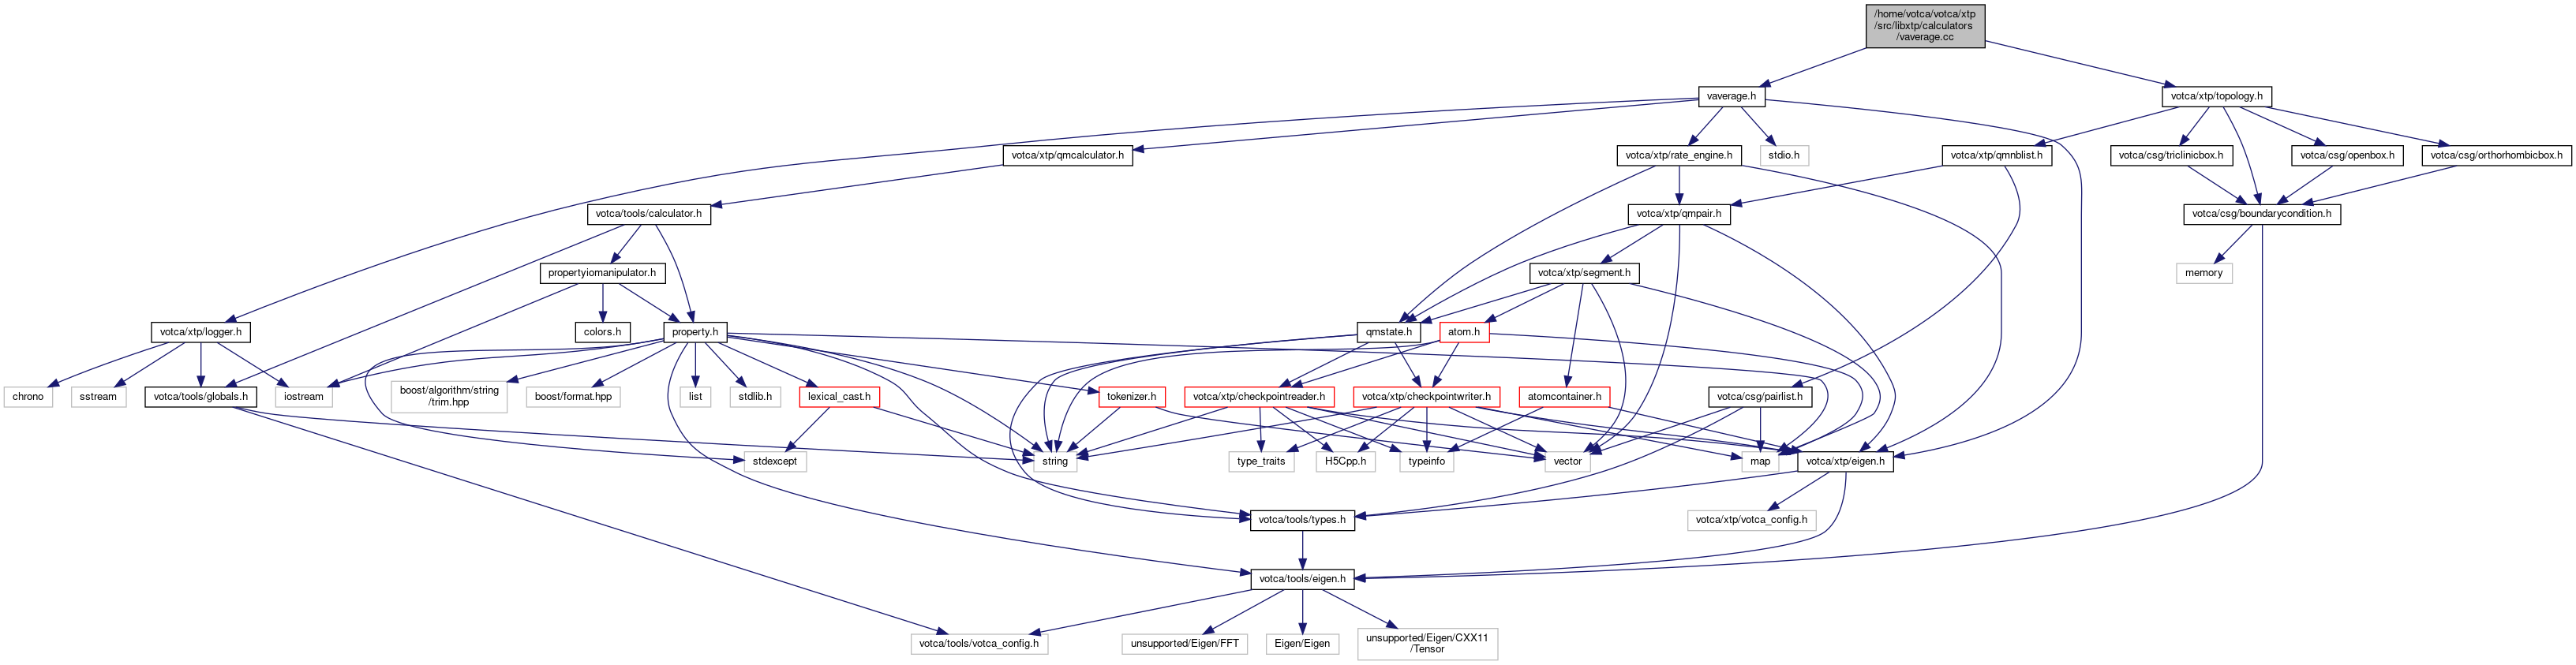 /home/votca/votca/xtp
/src/libxtp/calculators
/vaverage.cc
vaverage.h
votca/xtp/topology.h
votca/xtp/qmcalculator.h
votca/xtp/rate_engine.h
stdio.h
votca/xtp/qmnblist.h
votca/csg/triclinicbox.h
votca/csg/openbox.h
votca/csg/orthorhombicbox.h
votca/tools/calculator.h
votca/xtp/qmpair.h
votca/csg/boundarycondition.h
propertyiomanipulator.h
votca/xtp/segment.h
memory
votca/xtp/logger.h
colors.h
property.h
qmstate.h
atom.h
chrono
sstream
votca/tools/globals.h
iostream
boost/algorithm/string
/trim.hpp
boost/format.hpp
list
stdlib.h
lexical_cast.h
tokenizer.h
votca/xtp/checkpointreader.h
votca/xtp/checkpointwriter.h
atomcontainer.h
votca/csg/pairlist.h
stdexcept
string
type_traits
H5Cpp.h
typeinfo
vector
map
votca/xtp/eigen.h
votca/tools/types.h
votca/xtp/votca_config.h
votca/tools/eigen.h
votca/tools/votca_config.h
unsupported/Eigen/FFT
Eigen/Eigen
unsupported/Eigen/CXX11
/Tensor